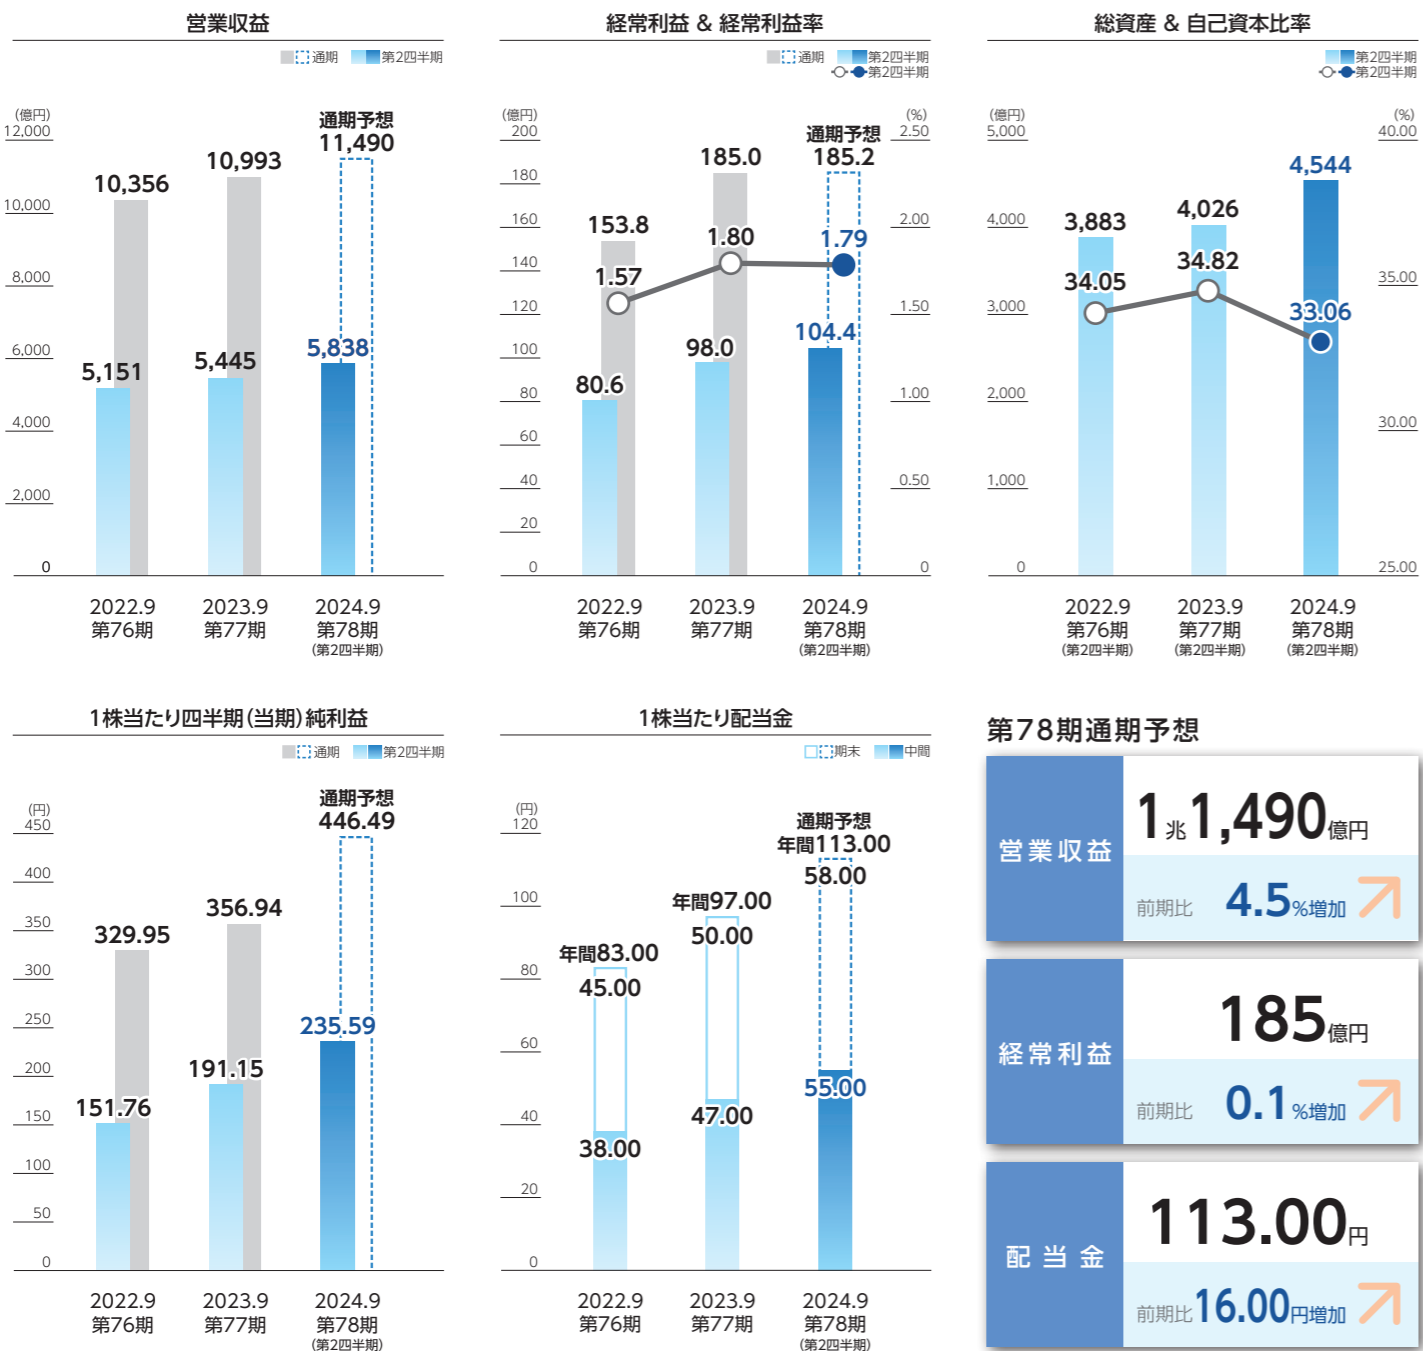 営業収益
通期 第2四半期
(億円)
12,000
10,000
8,000
6,000
4,000
2,000
0
10,356
5,151
10,993
5,445
通期予想
11,490
5,838
2022.9
第76期
2023.9
第77期
2024.9
第78期
(第2四半期)
経常利益 & 経常利益率
通期 第2四半期
第2四半期
(億円)
200
180
160
140
120
100
80
60
40
20
0
(%)
2.50
2.00
1.50
1.00
0.50
0
153.8
1.57
80.6
185.0
1.80
98.0
通期予想
185.2
1.79
104.4
2022.9
第76期
2023.9
第77期
2024.9
第78期
(第2四半期)
総資産 & 自己資本比率
第2四半期
第2四半期
(億円)
5,000
4,000
3,000
2,000
1,000
0
(%)
40.00
35.00
30.00
25.00
3,883
34.05
4,026
34.82
4,544
33.06
2022.9
第76期
(第2四半期)
2023.9
第77期
(第2四半期)
2024.9
第78期
(第2四半期)
1株当たり四半期(当期)純利益
通期 第2四半期
(円)
450
400
350
300
250
200
150
100
50
0
329.95
151.76
356.94
191.15
通期予想
446.49
235.59
2022.9
第76期
2023.9
第77期
2024.9
第78期
(第2四半期)
1株当たり配当金
期末 中間
(円)
120
100
80
60
40
20
0
年間83.00
45.00
38.00
年間97.00
50.00
47.00
通期予想
年間113.00
58.00
55.00
2022.9
第76期
2023.9
第77期
2024.9
第78期
(第2四半期)
第78期通期予想
営業収益
1兆1,490億円
前期比 4.5%増加
経常利益
185億円
前期比 0.1%増加
配当金
113.00円
前期比16.00円増加